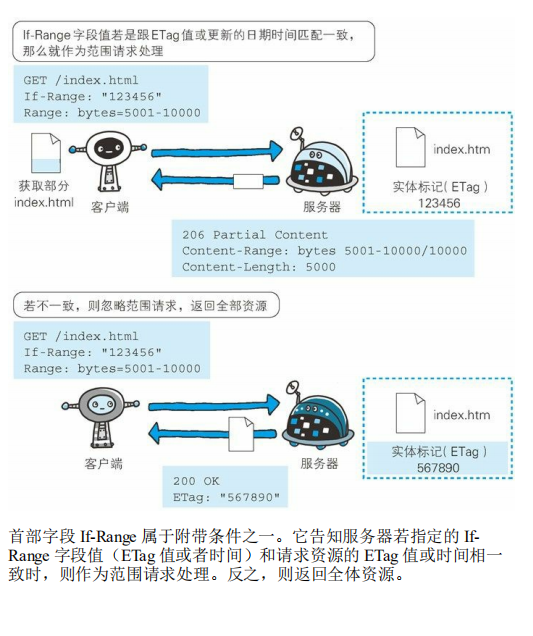 If-Range 字段值若是跟 ETag 值或更新的日期时间匹配一致，
那么就作为范围请求处理
GET /index.html
If-Range: "123456"
Range: bytes=5001-10000
获取部分
index.html
客户端
服务器
index.htm
实体标记（ETag）
123456
206 Partial Content
Content-Range: bytes 5001-10000/10000
Content-Length: 5000
若不一致，则忽略范围请求，返回全部资源
GET /index.html
If-Range: "123456"
Range: bytes=5001-10000
客户端
服务器
index.htm
实体标记（ETag）
567890
200 OK
ETag: "567890"
首部字段 If-Range 属于附带条件之一。它告知服务器若指定的 If-
Range 字段值（ETag 值或者时间）和请求资源的 ETag 值或时间相一
致时，则作为范围请求处理。反之，则返回全体资源。